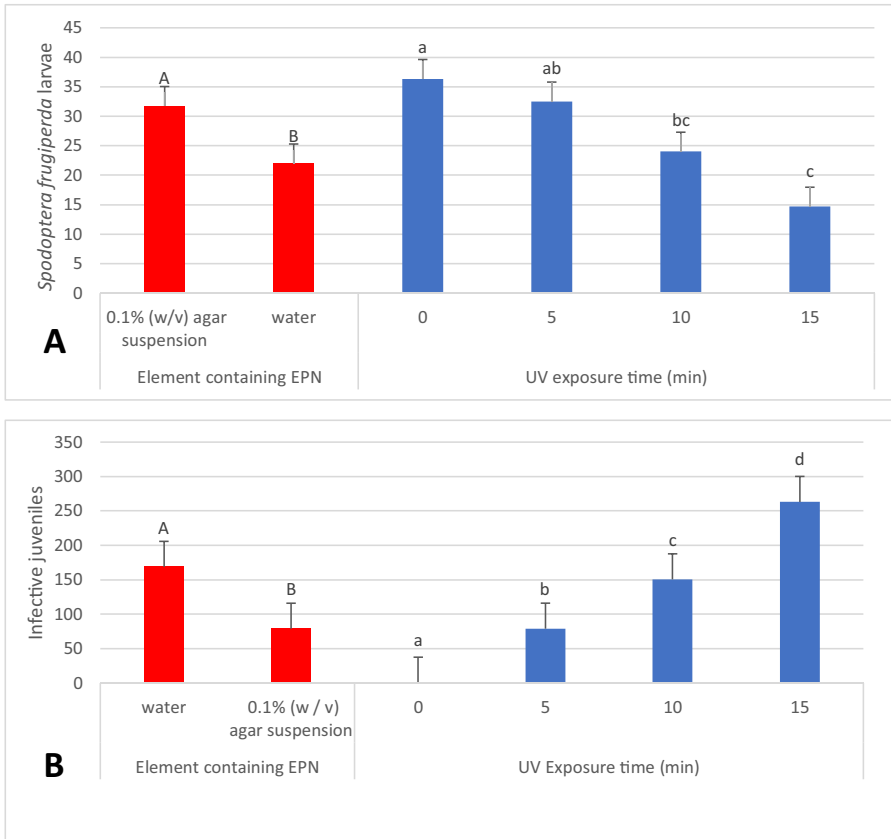 45
40
35
30
25
20
15
10
5
0
Spodoptera frugiperda larvae
A
B
a
ab
bc
c
0.1% (w/v) agar
suspension
water
0
5
10
15
Element containing EPN
UV exposure time (min)
A
350
300
250
200
150
100
50
0
Infective juveniles
A
B
a
b
c
d
water
0.1% (w / v)
agar suspension
0
5
10
15
Element containing EPN
UV Exposure time (min)
B